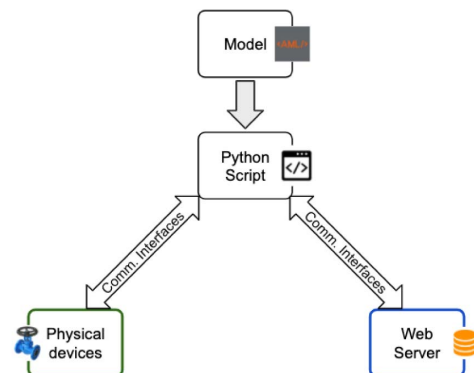 Model
<AML/>
Python
Script
</>
Comm. Interfaces
Comm. Interfaces
Physical
devices
Web
Server